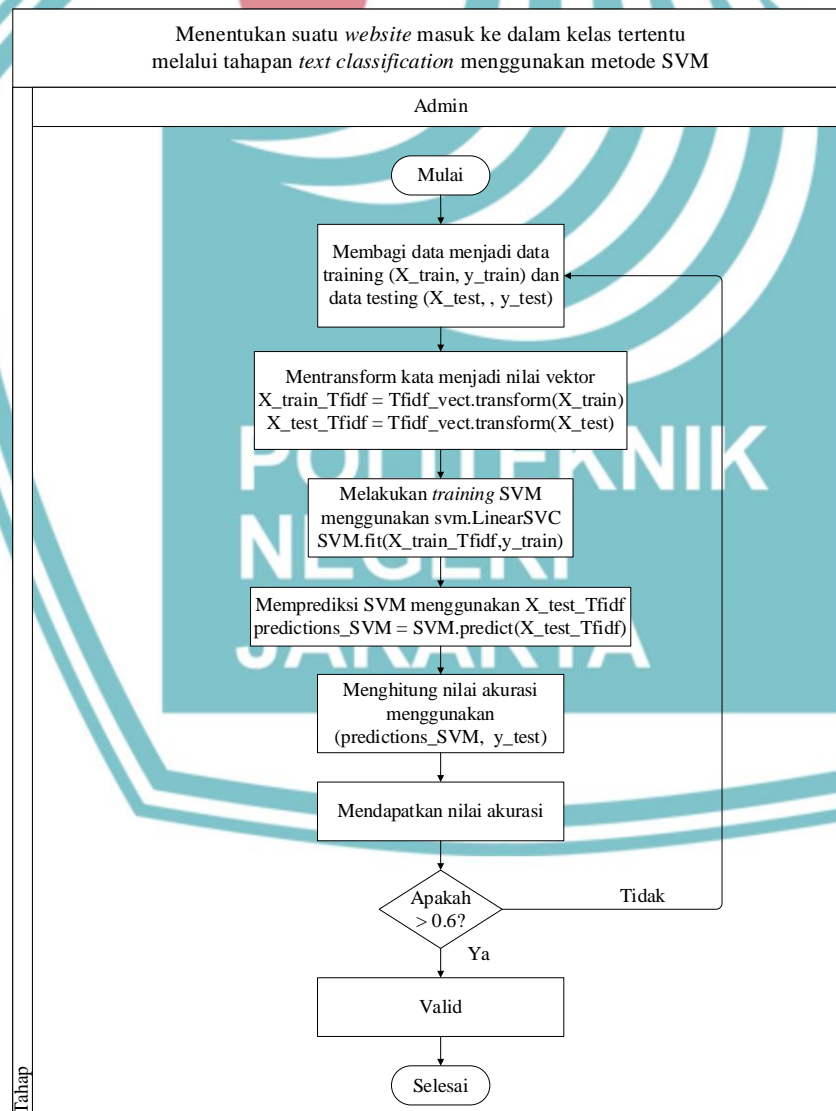 Menentukan suatu website masuk ke dalam kelas tertentu
melalui tahapan text classification menggunakan metode SVM
Admin
Mulai
Membagi data menjadi data
training (X_train, y_train) dan
data testing (X_test, , y_test)
Mentransform kata menjadi nilai vektor
X_train_Tfidf = Tfidf_vect.transform(X_train)
X_test_Tfidf = Tfidf_vect.transform(X_test)
POLITEKNIK
Melakukan training SVM
menggunakan svm.LinearSVC
SVM.fit(X_train_Tfidf,y_train)
NEGERI
Memprediksi SVM menggunakan X_test_Tfidf
predictions_SVM = SVM.predict(X_test_Tfidf)
JAKARTA
Menghitung nilai akurasi
menggunakan
(predictions_SVM, y_test)
Mendapatkan nilai akurasi
Apakah
> 0.6?
Tidak
Ya
Valid
Selesai
Tahap